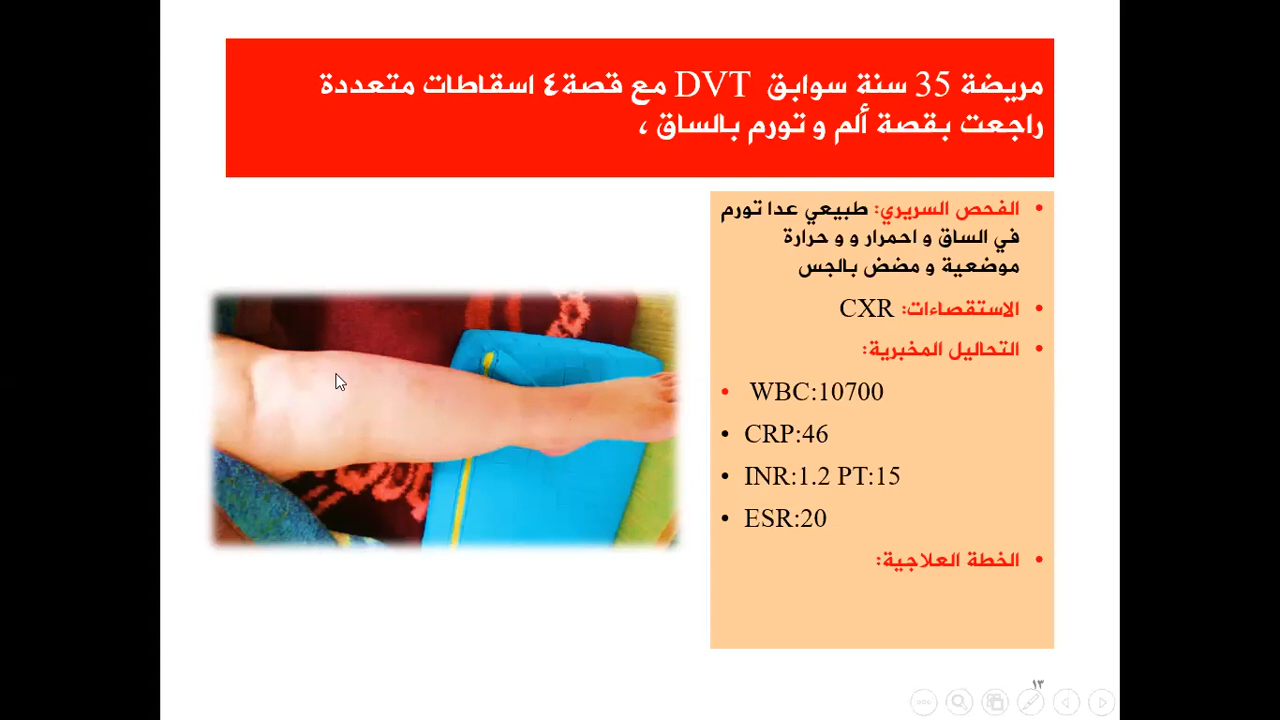 مريضة 35 سنة سوابق DVT مع قصة٤ اسقاطات متعددة
راجعت بقصة ألم و تورم بالساق ،
• الفحص السريري: طبيعي عدا تورم
في الساق و احمرار و و حرارة
موضعية و مضض بالجس
• الاستقصاءات: CXR
• التحاليل المخبرية:
• WBC:10700
• CRP:46
• INR:1.2 PT:15
• ESR:20
• الخطة العلاجية:
١٣